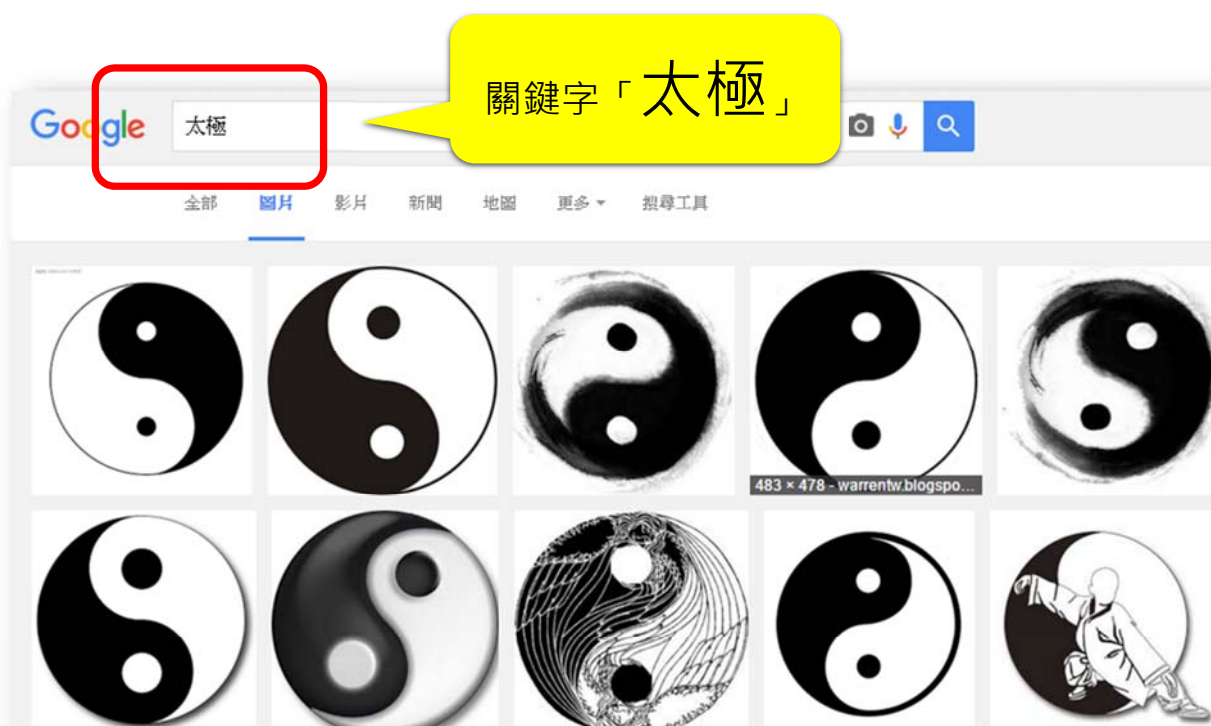 關鍵字「太極」
Google 太極
全部 圖片 影片 新聞 地圖 更多 搜尋工具
483 × 478 - warrentw.blogspo...